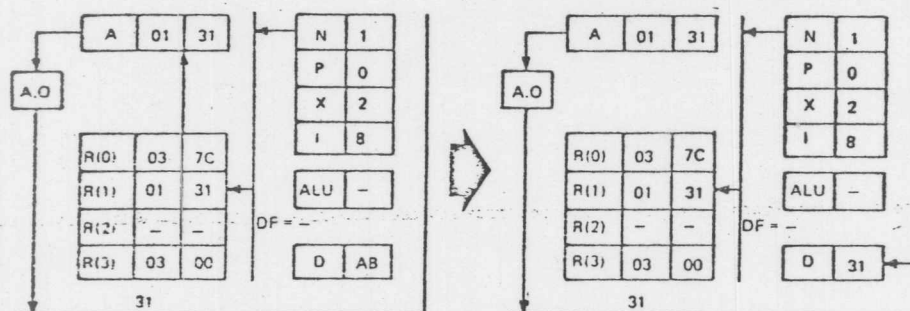 A 01 31
N 1
P 0
X 2
I 8
A.O
R(0) 03 7C
R(1) 01 31
R(2) – –
R(3) 03 00
ALU –
DF = –
D AB
31
A 01 31
N 1
P 0
X 2
I 8
A.O
R(0) 03 7C
R(1) 01 31
R(2) – –
R(3) 03 00
ALU –
DF = –
D 31
31